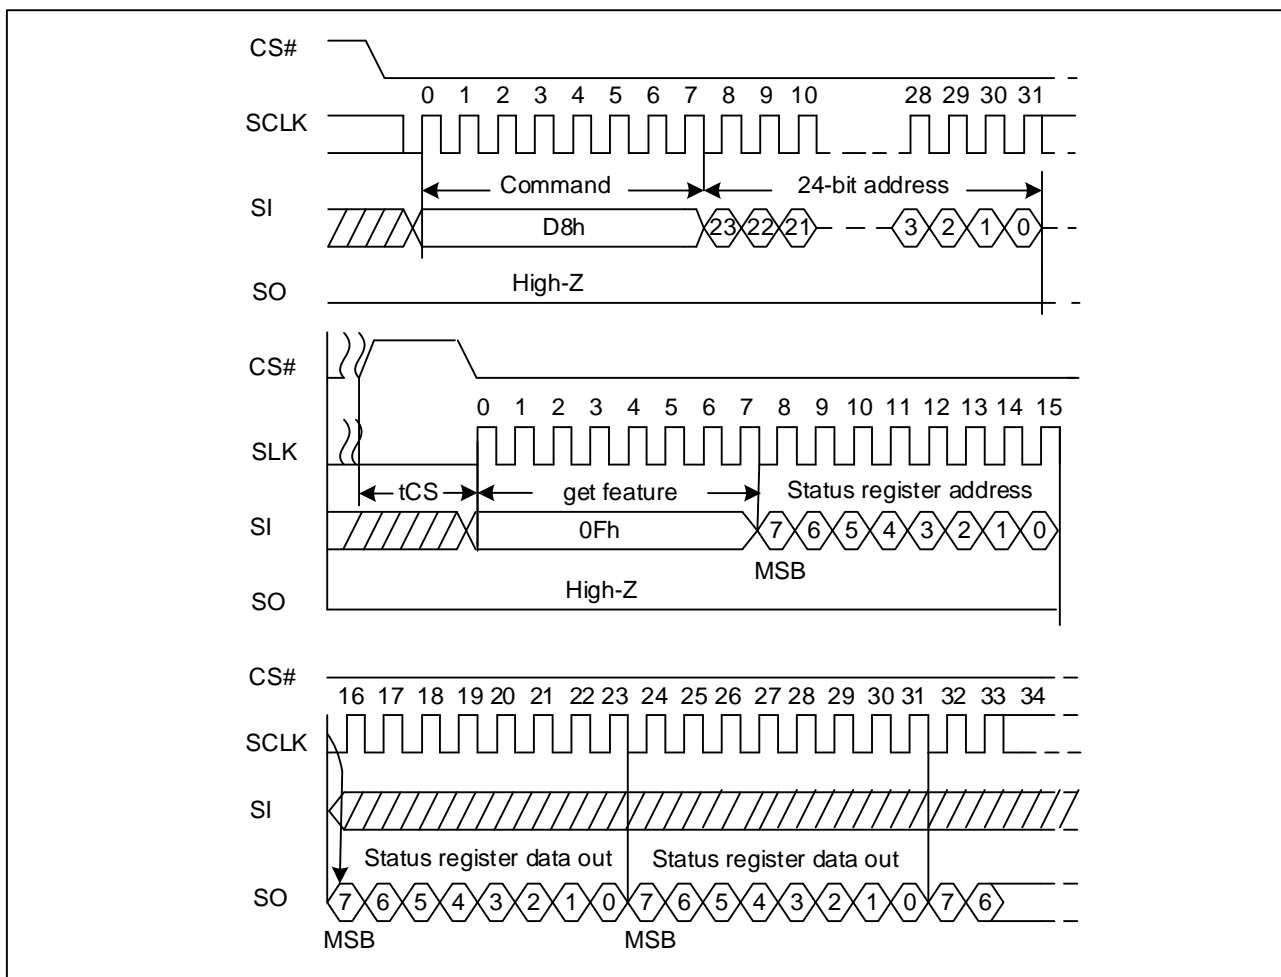 CS#
0 1 2 3 4 5 6 7 8 9 10 28 29 30 31
SCLK
Command 24-bit address
SI
D8h 23 22 21 3 2 1 0
High-Z
SO
CS#
0 1 2 3 4 5 6 7 8 9 10 11 12 13 14 15
SLK
tCS get feature Status register address
SI
0Fh 7 6 5 4 3 2 1 0
MSB
High-Z
SO
CS#
16 17 18 19 20 21 22 23 24 25 26 27 28 29 30 31 32 33 34
SCLK
SI
Status register data out Status register data out
SO
7 6 5 4 3 2 1 0 7 6 5 4 3 2 1 0 7 6
MSB MSB